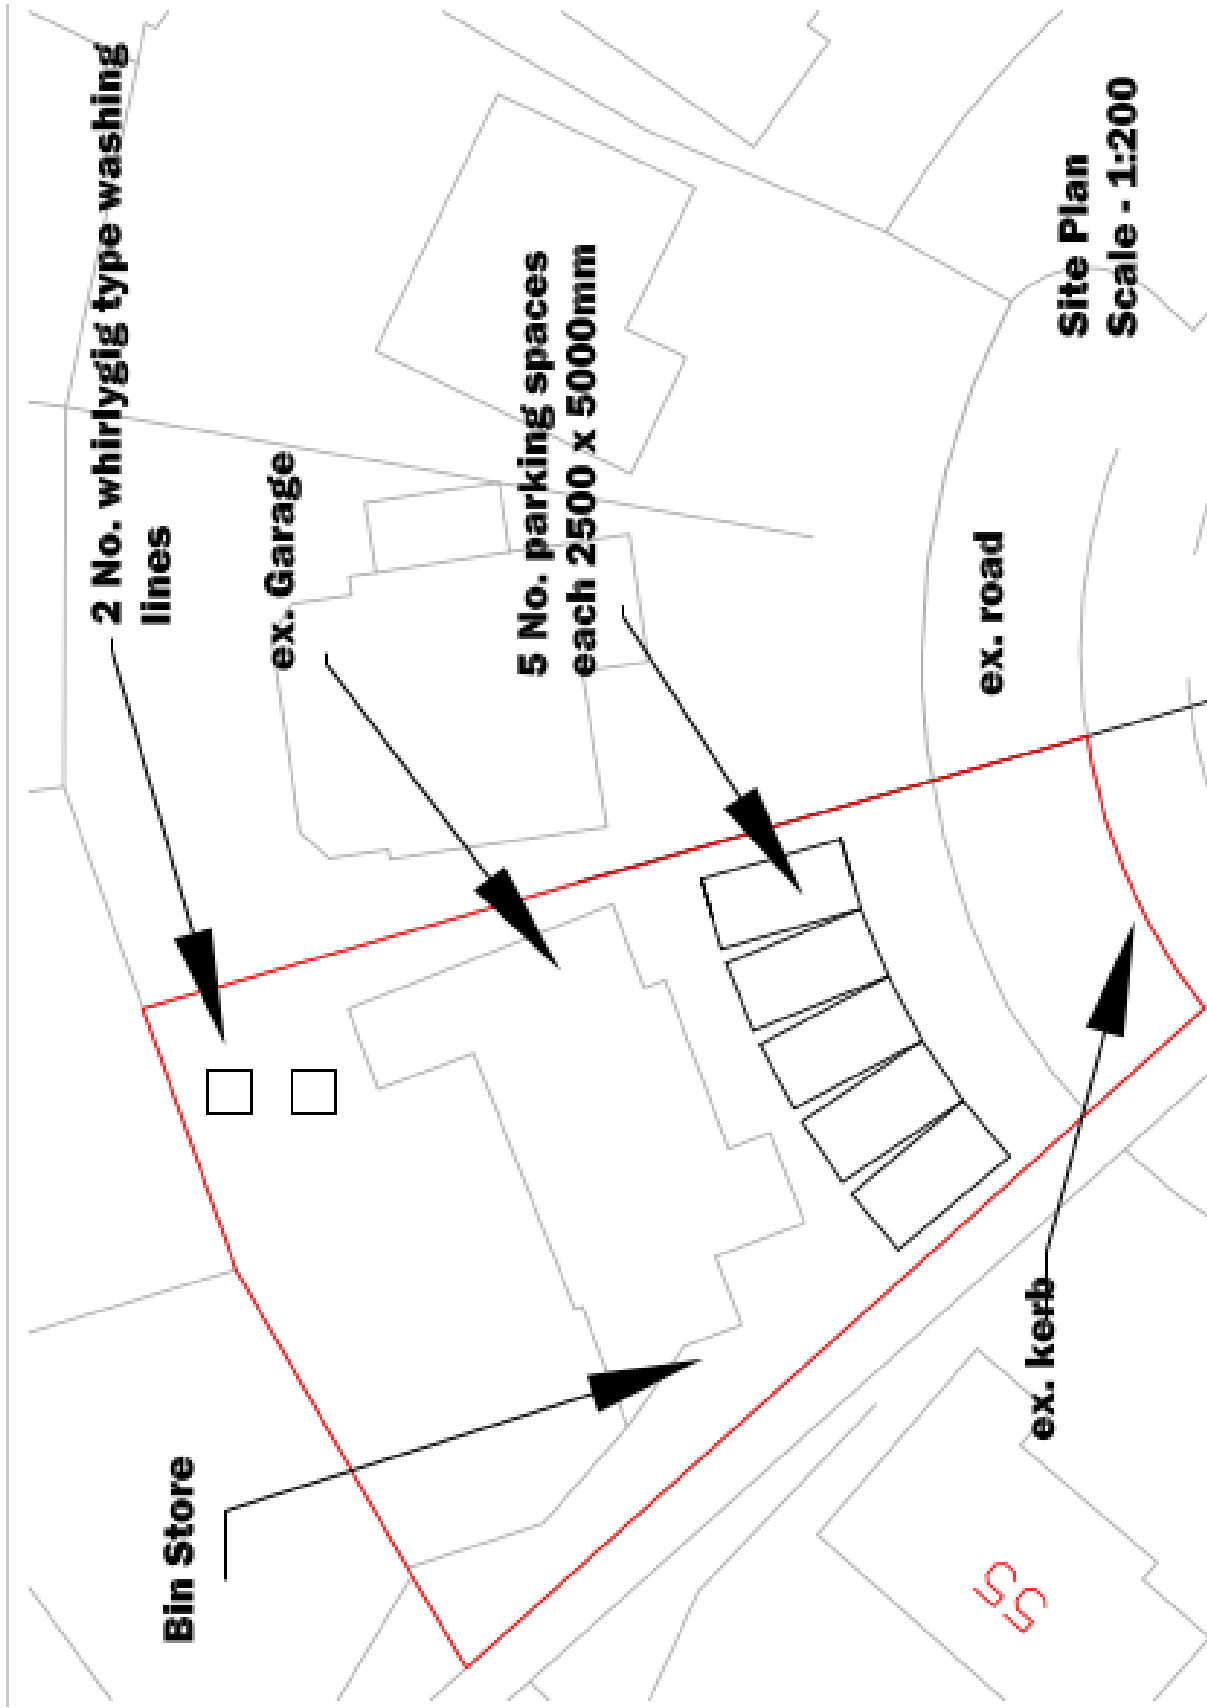 2 No. whirlygig type washing
lines
ex. Garage
5 No. parking spaces
each 2500 x 5000mm
ex. road
Site Plan
Scale - 1:200
Bin Store
ex. kerb
55